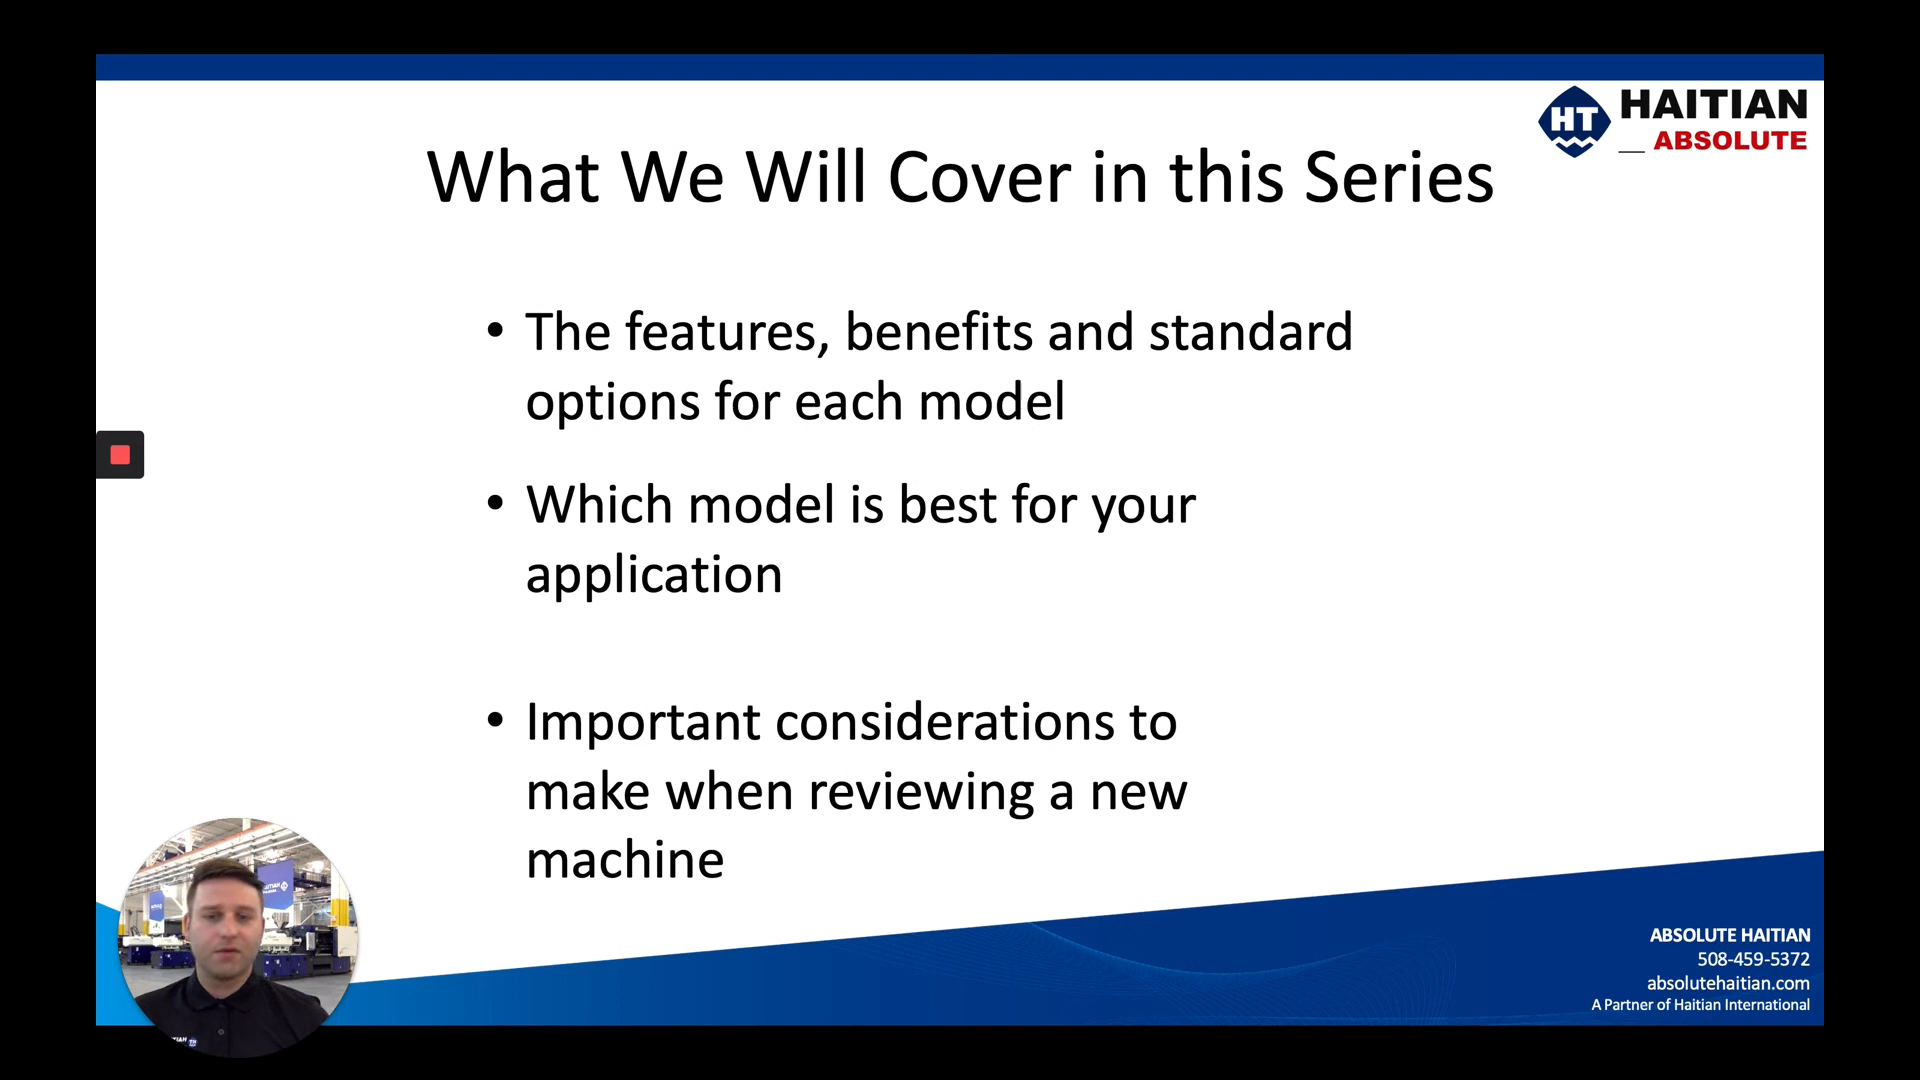 HT HAITIAN
ABSOLUTE
What We Will Cover in this Series
• The features, benefits and standard
options for each model
• Which model is best for your
application
• Important considerations to
make when reviewing a new
machine
ABSOLUTE HAITIAN
508-459-5372
absolutehaitian.com
A Partner of Haitian International